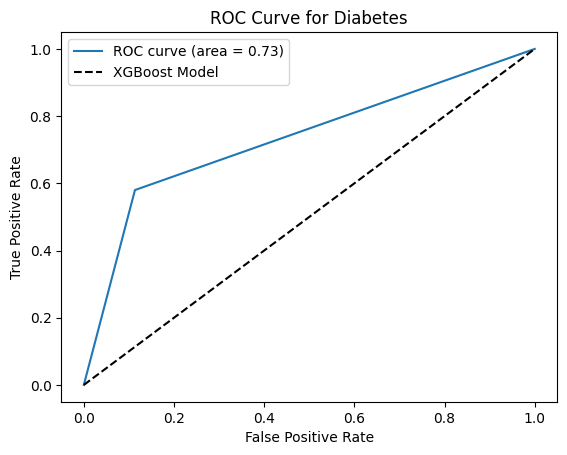 ROC Curve for Diabetes
ROC curve (area = 0.73)
XGBoost Model
True Positive Rate
1.0
0.8
0.6
0.4
0.2
0.0
0.0 0.2 0.4 0.6 0.8 1.0
False Positive Rate